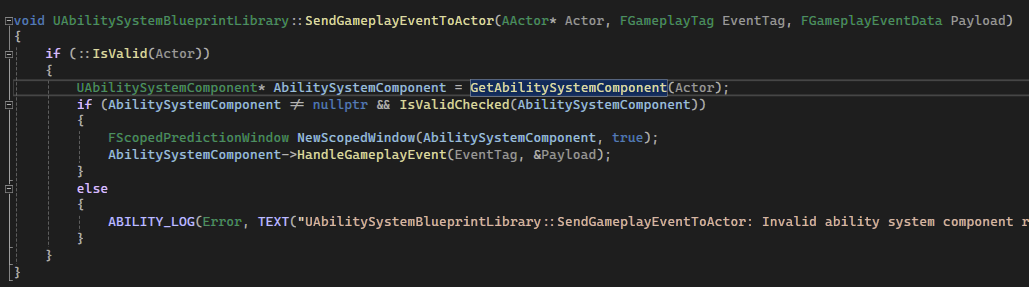 void UAbilitySystemBlueprintLibrary::SendGameplayEventToActor(AActor* Actor, FGameplayTag EventTag, FGameplayEventData Payload)
{
if (::IsValid(Actor))
{
UAbilitySystemComponent* AbilitySystemComponent = GetAbilitySystemComponent(Actor);
if (AbilitySystemComponent ≠ nullptr && IsValidChecked(AbilitySystemComponent))
{
FScopedPredictionWindow NewScopedWindow(AbilitySystemComponent, true);
AbilitySystemComponent->HandleGameplayEvent(EventTag, &Payload);
}
else
{
ABILITY_LOG(Error, TEXT("UAbilitySystemBlueprintLibrary::SendGameplayEventToActor: Invalid ability system component r
}
}
}